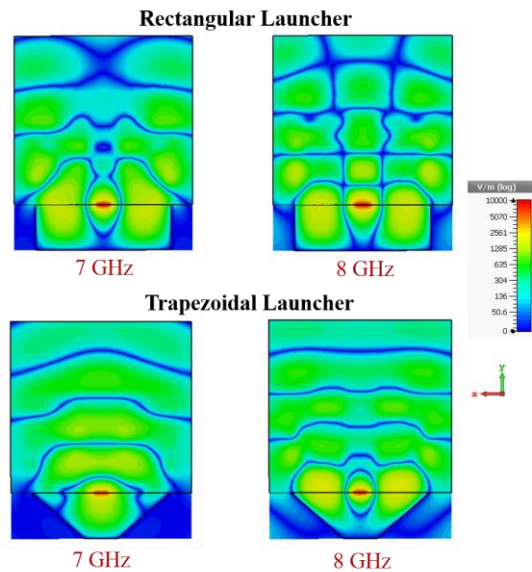 Rectangular Launcher
7 GHz
8 GHz
V/m (log)
10000
5070
2561
1285
635
304
136
50.6
0
Trapezoidal Launcher
y
x
7 GHz
8 GHz